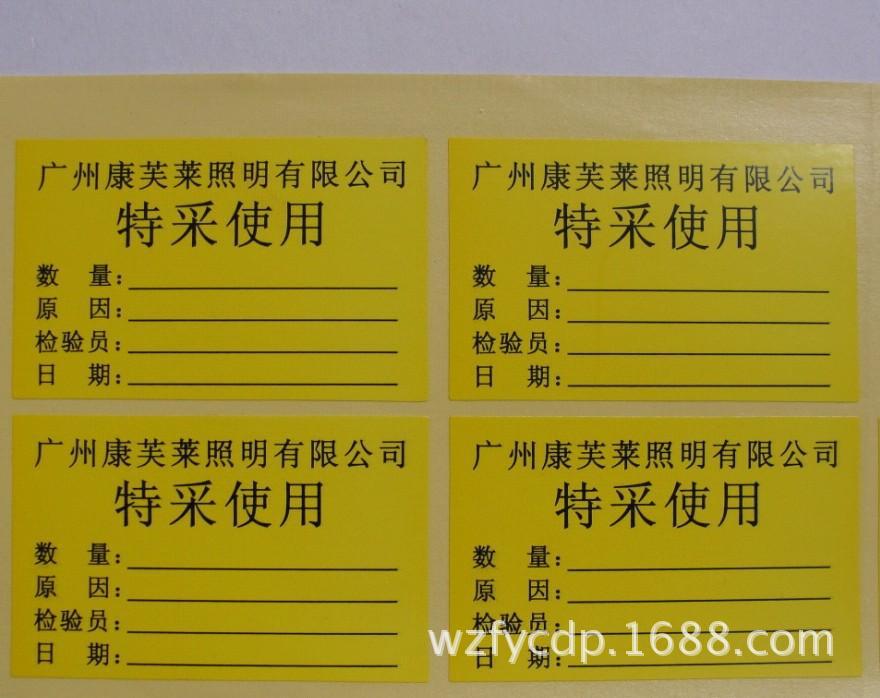 广州康芙莱照明有限公司
特采使用
数 量：
原 因：
检验员：
日 期：
广州康芙莱照明有限公司
特采使用
数 量：
原 因：
检验员：
日 期：
广州康芙莱照明有限公司
特采使用
数 量：
原 因：
检验员：
日 期：
广州康芙莱照明有限公司
特采使用
数 量：
原 因：
检验员：
日 期：
wzfycdp.1688.com